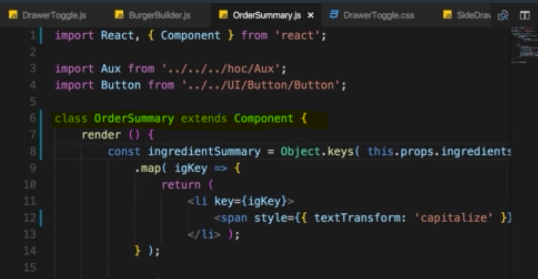 DrawerToggle.js BurgerBuilder.js OrderSummary.js × DrawerToggle.css SideDraw
1 import React, { Component } from 'react';
2
3 import Aux from '../../../hoc/Aux';
4 import Button from '../../UI/Button/Button';
5
6 class OrderSummary extends Component {
7 render () {
8 const ingredientSummary = Object.keys( this.props.ingredients
9 .map( igKey => {
10 return (
11 <li key={igKey}>
12 <span style={{ textTransform: 'capitalize' }}
13 </li> );
14 } );
15